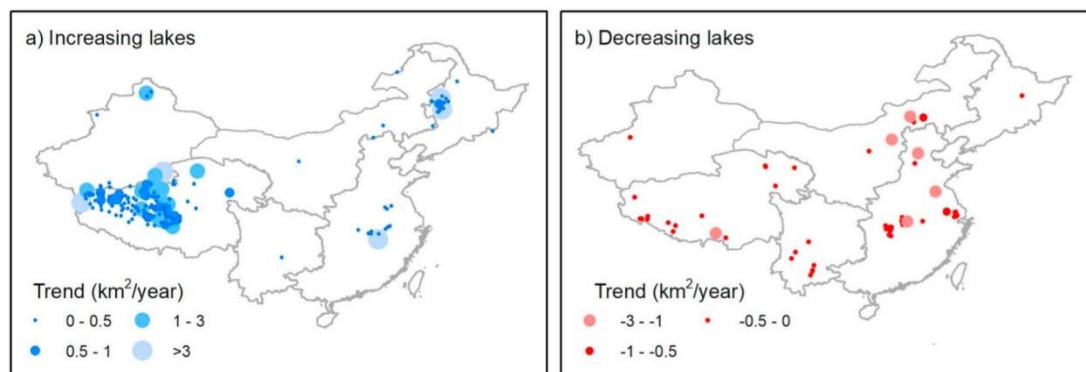 a) Increasing lakes
Trend (km²/year)
0 - 0.5
1 - 3
0.5 - 1
>3
b) Decreasing lakes
Trend (km²/year)
-3 - -1
-0.5 - 0
-1 - -0.5